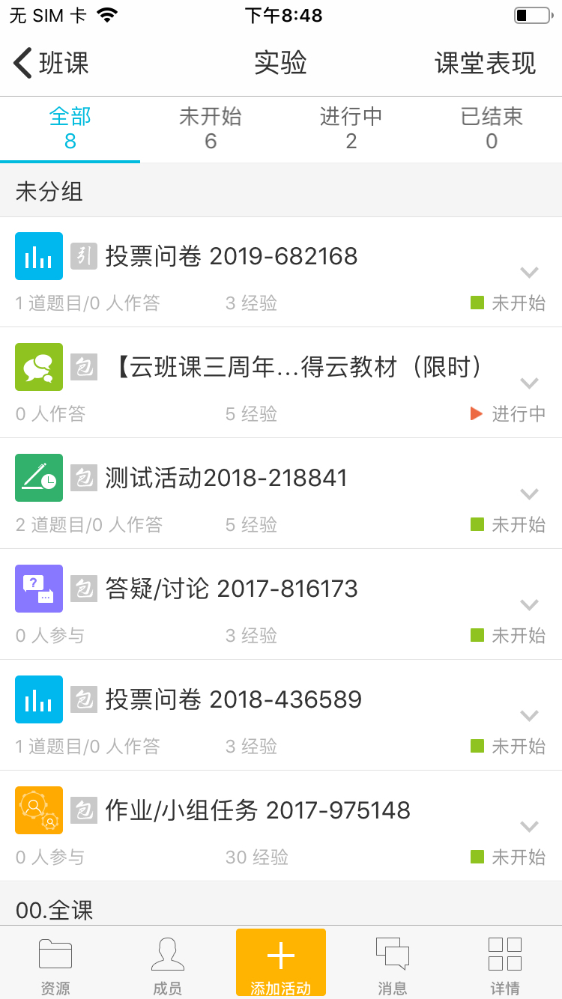 无 SIM 卡 下午8:48
班课 实验 课堂表现
全部 未开始 进行中 已结束
8 6 2 0
未分组
引 投票问卷 2019-682168
1 道题目/0 人作答 3 经验 未开始
包 【云班课三周年...得云教材（限时）
0 人作答 5 经验 进行中
包 测试活动2018-218841
2 道题目/0 人作答 5 经验 未开始
? ...
包 答疑/讨论 2017-816173
0 人参与 3 经验 未开始
包 投票问卷 2018-436589
1 道题目/0 人作答 3 经验 未开始
包 作业/小组任务 2017-975148
0 人参与 30 经验 未开始
00.全课
资源 成员 添加活动 消息 详情